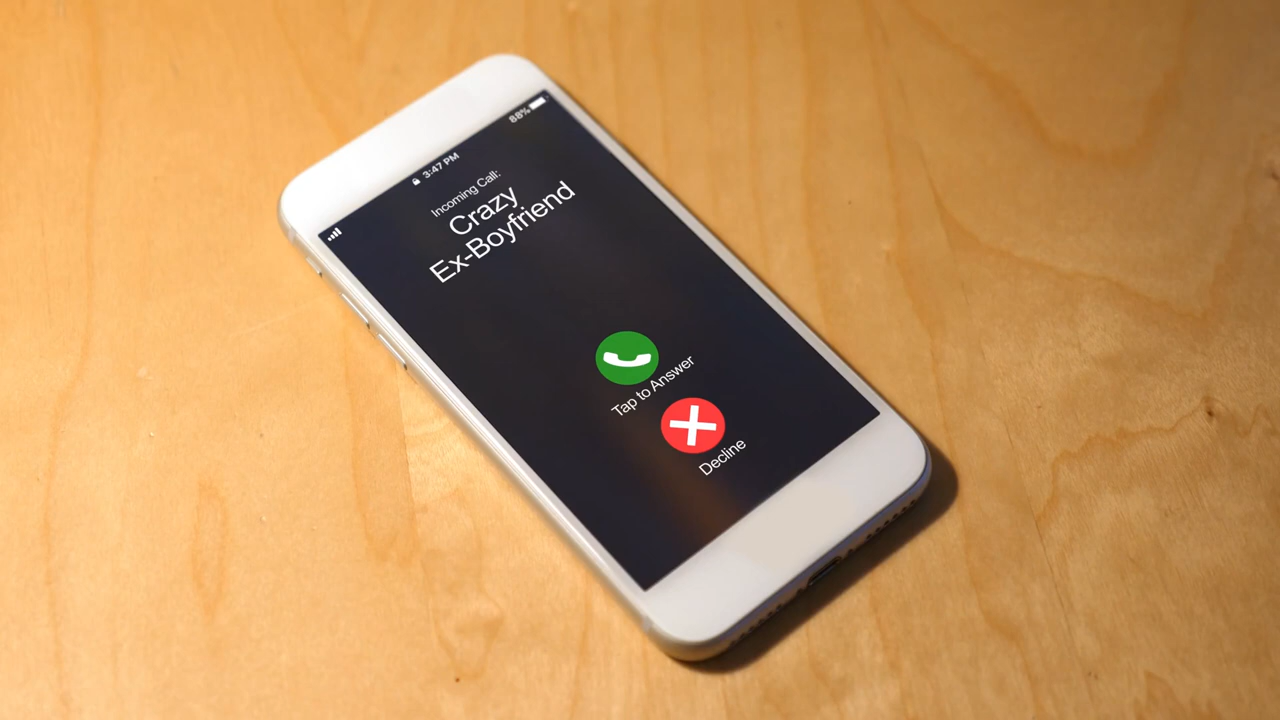 88%
3:47 PM
Incoming Call:
Crazy
Ex-Boyfriend
Tap to Answer
Decline